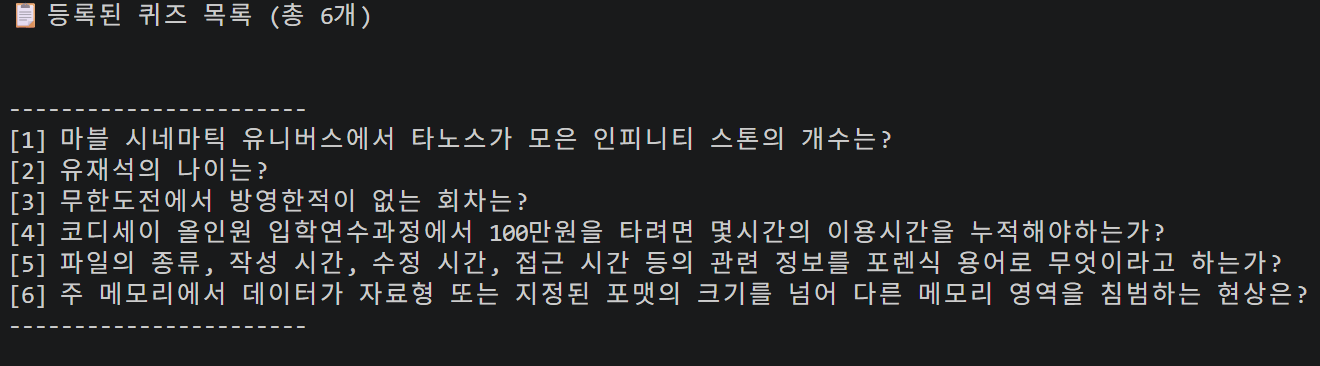 📋 등록된 퀴즈 목록 (총 6개)
-----------------------
[1] 마블 시네마틱 유니버스에서 타노스가 모은 인피니티 스톤의 개수는?
[2] 유재석의 나이는?
[3] 무한도전에서 방영한적이 없는 회차는?
[4] 코디세이 올인원 입학연수과정에서 100만원을 타려면 몇시간의 이용시간을 누적해야하는가?
[5] 파일의 종류, 작성 시간, 수정 시간, 접근 시간 등의 관련 정보를 포렌식 용어로 무엇이라고 하는가?
[6] 주 메모리에서 데이터가 자료형 또는 지정된 포맷의 크기를 넘어 다른 메모리 영역을 침범하는 현상은?
-----------------------